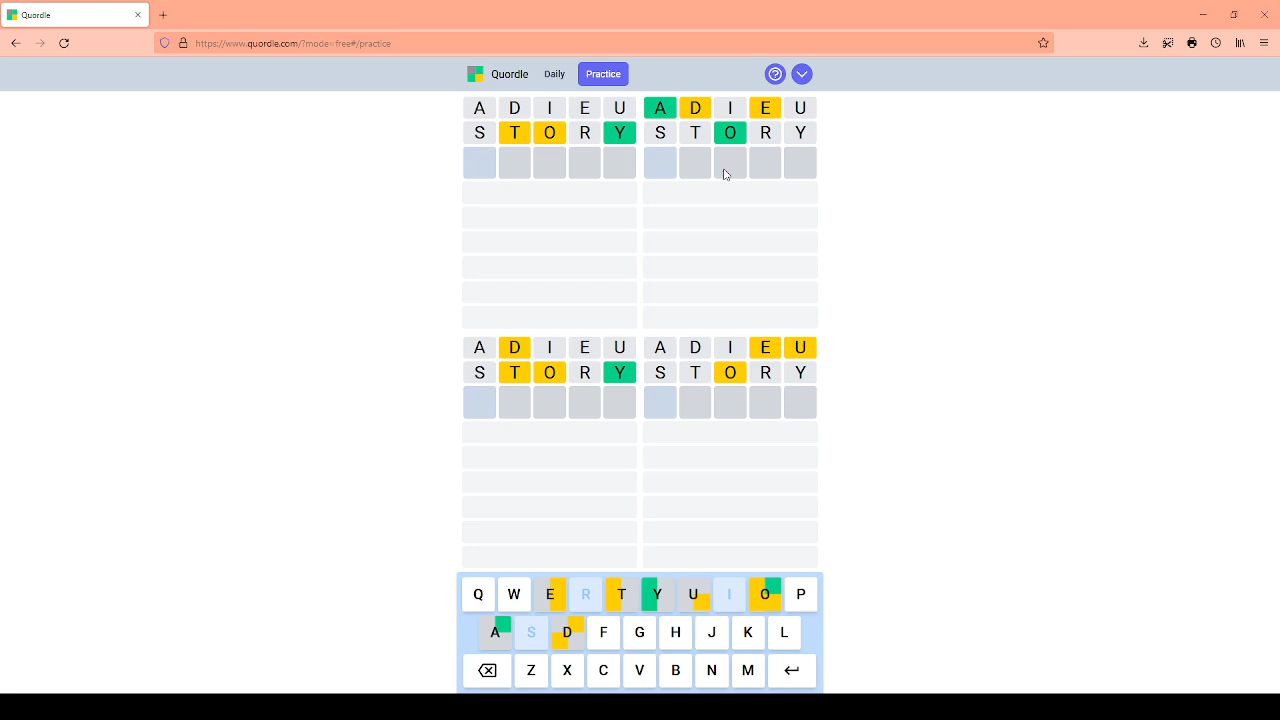 Quordle
https://www.quordle.com/?mode=free#/practice
Quordle Daily Practice
A D I E U A D I E U
S T O R Y S T O R Y
A D I E U A D I E U
S T O R Y S T O R Y
Q W E R T Y U I O P
A S D F G H J K L
Z X C V B N M